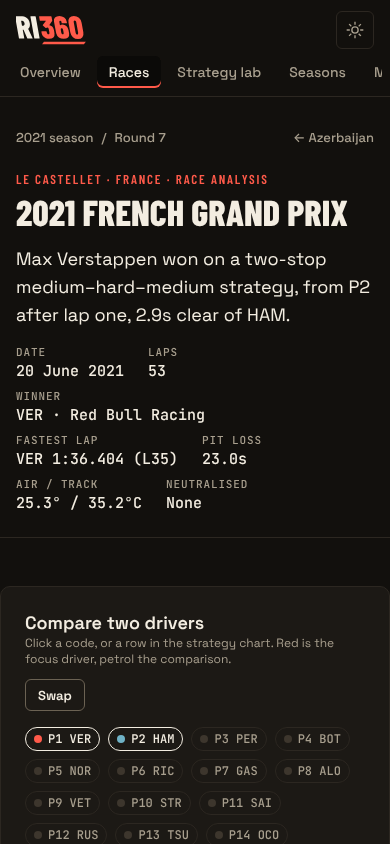 RI360
Overview Races Strategy lab Seasons M
2021 season / Round 7 ← Azerbaijan
LE CASTELLET · FRANCE · RACE ANALYSIS
2021 FRENCH GRAND PRIX
Max Verstappen won on a two-stop
medium–hard–medium strategy, from P2
after lap one, 2.9s clear of HAM.
DATE LAPS
20 June 2021 53
WINNER
VER · Red Bull Racing
FASTEST LAP PIT LOSS
VER 1:36.404 (L35) 23.0s
AIR / TRACK NEUTRALISED
25.3° / 35.2°C None
Compare two drivers
Click a code, or a row in the strategy chart. Red is the
focus driver, petrol the comparison.
Swap
P1 VER P2 HAM P3 PER P4 BOT
P5 NOR P6 RIC P7 GAS P8 ALO
P9 VET P10 STR P11 SAI
P12 RUS P13 TSU P14 OCO